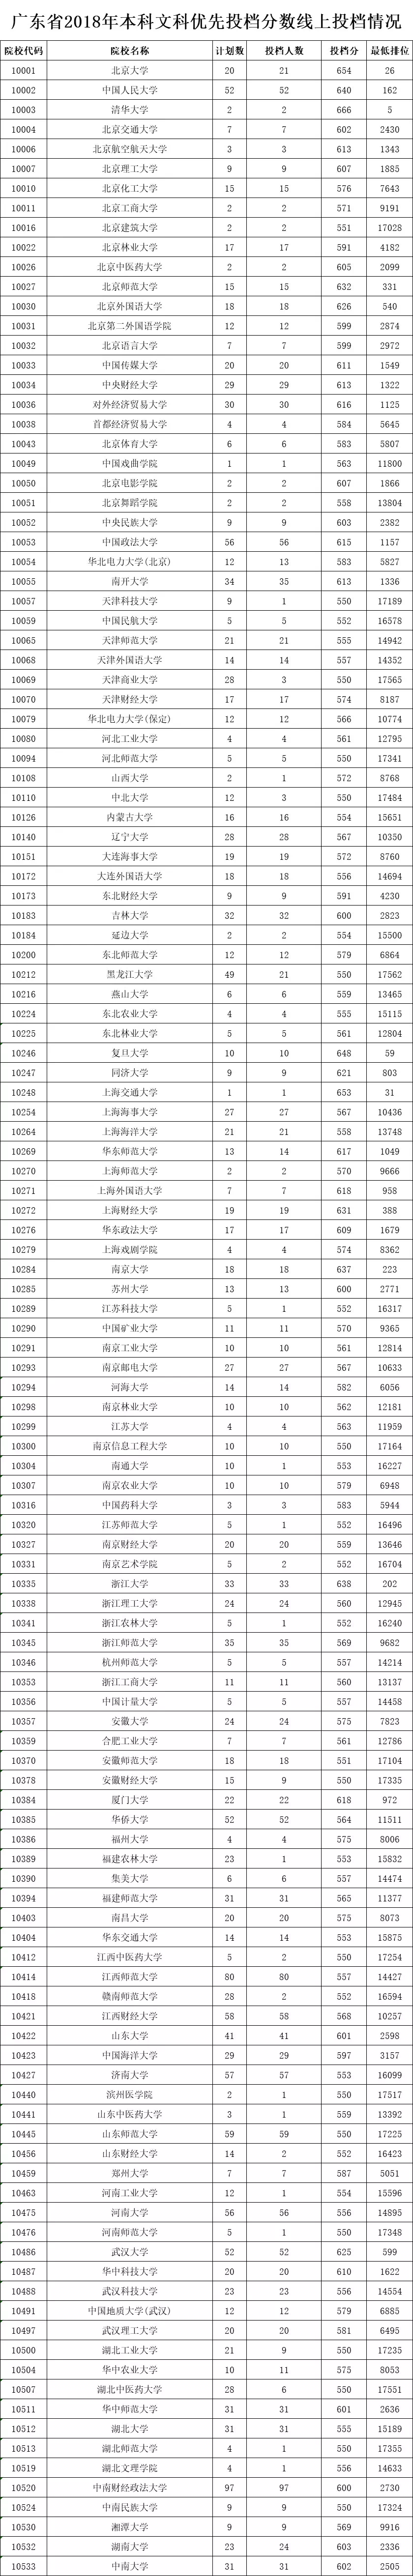 广东省2018年本科文科优先投档分数线上投档情况
院校代码 院校名称 计划数 投档人数 投档分 最低排位
10001 北京大学 20 21 654 26
10002 中国人民大学 52 52 640 162
10003 清华大学 2 2 666 5
10004 北京交通大学 7 7 602 2430
10006 北京航空航天大学 3 3 613 1343
10007 北京理工大学 9 9 607 1885
10010 北京化工大学 15 15 576 7643
10011 北京工商大学 2 2 571 9191
10016 北京建筑大学 2 2 551 17028
10022 北京林业大学 17 17 591 4182
10026 北京中医药大学 2 2 605 2099
10027 北京师范大学 15 15 632 331
10030 北京外国语大学 18 18 626 540
10031 北京第二外国语学院 12 12 599 2874
10032 北京语言大学 7 7 599 2972
10033 中国传媒大学 20 20 611 1549
10034 中央财经大学 29 29 613 1322
10036 对外经济贸易大学 30 30 616 1125
10038 首都经济贸易大学 4 4 584 5645
10043 北京体育大学 6 6 583 5807
10049 中国戏曲学院 1 1 563 11800
10050 北京电影学院 2 2 607 1866
10051 北京舞蹈学院 2 2 558 13804
10052 中央民族大学 9 9 603 2382
10053 中国政法大学 56 56 615 1157
10054 华北电力大学(北京) 12 13 583 5827
10055 南开大学 34 35 613 1336
10057 天津科技大学 9 1 550 17189
10059 中国民航大学 5 5 552 16578
10065 天津师范大学 21 21 555 14942
10068 天津外国语大学 14 14 557 14352
10069 天津商业大学 28 3 550 17565
10070 天津财经大学 17 17 574 8187
10079 华北电力大学(保定) 12 12 566 10774
10080 河北工业大学 4 4 561 12795
10094 河北师范大学 5 5 550 17341
10108 山西大学 2 1 572 8768
10110 中北大学 12 3 550 17484
10126 内蒙古大学 16 16 554 15651
10140 辽宁大学 28 28 567 10350
10151 大连海事大学 19 19 572 8760
10172 大连外国语大学 18 18 556 14694
10173 东北财经大学 9 9 591 4230
10183 吉林大学 32 32 600 2823
10184 延边大学 2 2 554 15500
10200 东北师范大学 12 12 579 6864
10212 黑龙江大学 49 21 550 17562
10216 燕山大学 6 6 559 13465
10224 东北农业大学 4 4 555 15115
10225 东北林业大学 5 5 561 12804
10246 复旦大学 10 10 648 59
10247 同济大学 9 9 621 803
10248 上海交通大学 1 1 653 31
10254 上海海事大学 27 27 567 10436
10264 上海海洋大学 21 21 558 13748
10269 华东师范大学 13 14 617 1049
10270 上海师范大学 2 2 570 9666
10271 上海外国语大学 7 7 618 958
10272 上海财经大学 19 19 631 388
10276 华东政法大学 17 17 609 1679
10279 上海戏剧学院 4 4 574 8362
10284 南京大学 18 18 637 223
10285 苏州大学 13 13 600 2771
10289 江苏科技大学 5 1 552 16317
10290 中国矿业大学 11 11 570 9365
10291 南京工业大学 10 10 561 12814
10293 南京邮电大学 27 27 567 10633
10294 河海大学 14 14 582 6056
10298 南京林业大学 10 10 562 12181
10299 江苏大学 4 4 563 11959
10300 南京信息工程大学 10 10 550 17164
10304 南通大学 10 1 553 16227
10307 南京农业大学 10 10 579 6948
10316 中国药科大学 3 3 583 5944
10320 江苏师范大学 5 1 552 16496
10327 南京财经大学 20 20 559 13646
10331 南京艺术学院 5 2 552 16704
10335 浙江大学 33 33 638 202
10338 浙江理工大学 24 24 560 12945
10341 浙江农林大学 5 1 552 16240
10345 浙江师范大学 35 35 569 9682
10346 杭州师范大学 5 5 557 14214
10353 浙江工商大学 11 11 560 13137
10356 中国计量大学 5 5 557 14458
10357 安徽大学 24 24 575 7823
10359 合肥工业大学 7 7 561 12786
10370 安徽师范大学 18 18 551 17104
10378 安徽财经大学 15 9 550 17335
10384 厦门大学 22 22 618 972
10385 华侨大学 52 52 564 11511
10386 福州大学 4 4 575 8006
10389 福建农林大学 23 1 553 15832
10390 集美大学 6 6 557 14474
10394 福建师范大学 31 31 565 11377
10403 南昌大学 20 20 575 8073
10404 华东交通大学 14 14 553 15875
10412 江西中医药大学 5 2 550 17254
10414 江西师范大学 80 80 557 14427
10418 赣南师范大学 28 2 552 16594
10421 江西财经大学 58 58 568 10257
10422 山东大学 41 41 601 2598
10423 中国海洋大学 29 29 597 3157
10427 济南大学 57 57 553 16099
10440 滨州医学院 2 1 550 17517
10441 山东中医药大学 3 1 559 13392
10445 山东师范大学 59 59 550 17225
10456 山东财经大学 14 2 552 16423
10459 郑州大学 7 7 587 5051
10463 河南工业大学 12 1 554 15596
10475 河南大学 56 56 556 14895
10476 河南师范大学 5 1 550 17348
10486 武汉大学 52 52 625 599
10487 华中科技大学 20 20 610 1622
10488 武汉科技大学 23 23 556 14554
10491 中国地质大学(武汉) 12 12 579 6885
10497 武汉理工大学 20 20 581 6495
10500 湖北工业大学 21 9 550 17235
10504 华中农业大学 10 11 575 8053
10507 湖北中医药大学 28 6 550 17551
10511 华中师范大学 31 31 601 2636
10512 湖北大学 31 31 555 15189
10513 湖北师范大学 4 1 550 17355
10519 湖北文理学院 4 1 556 14633
10520 中南财经政法大学 97 97 600 2730
10524 中南民族大学 9 9 550 17324
10530 湘潭大学 9 9 569 9916
10532 湖南大学 23 24 603 2336
10533 中南大学 31 31 602 2505